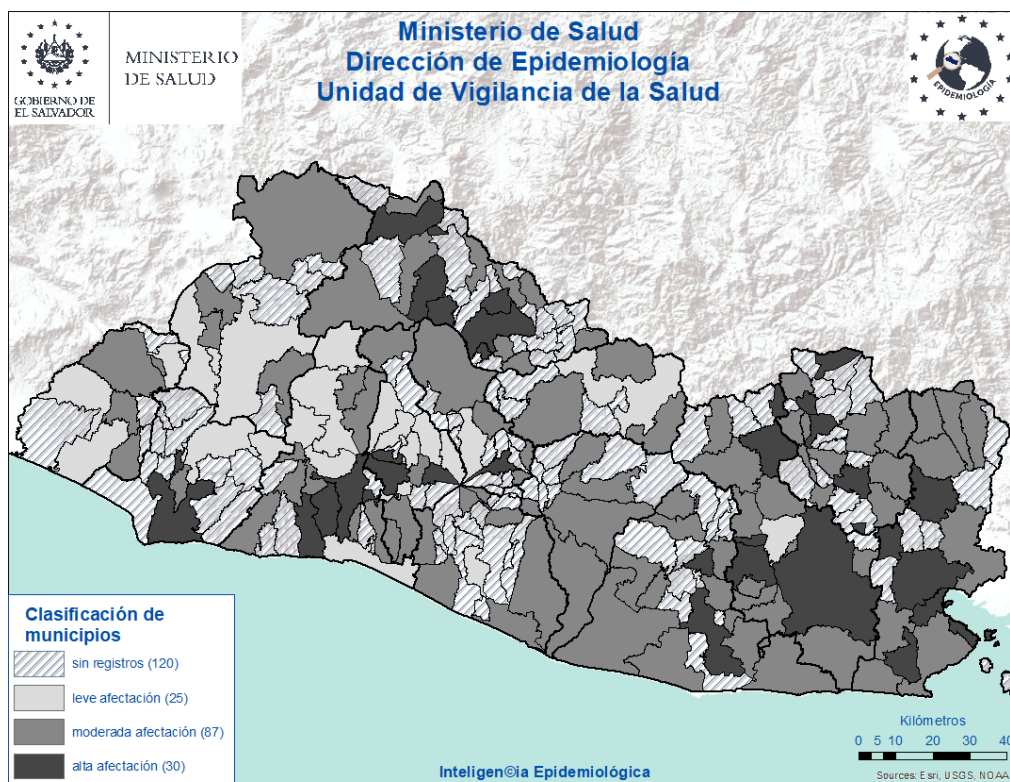 Ministerio de Salud
Dirección de Epidemiología
Unidad de Vigilancia de la Salud
GOBIERNO DE
EL SALVADOR
MINISTERIO
DE SALUD
EPIDEMIOLOGÍA
Clasificación de
municipios
sin registros (120)
leve afectación (25)
moderada afectación (87)
alta afectación (30)
Kilómetros
0 5 10 20 30 40
Inteligen©ia Epidemiológica
Sources: Esri, USGS, NOAA